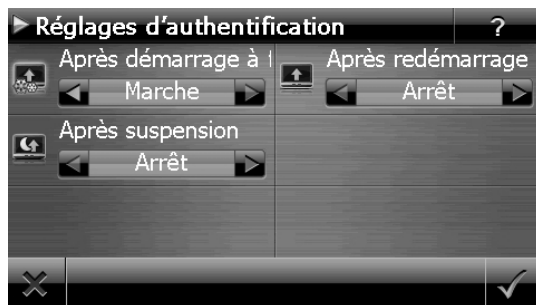 Réglages d'authentification ?
Après démarrage à
Marche
Après redémarrage
Arrêt
Après suspension
Arrêt